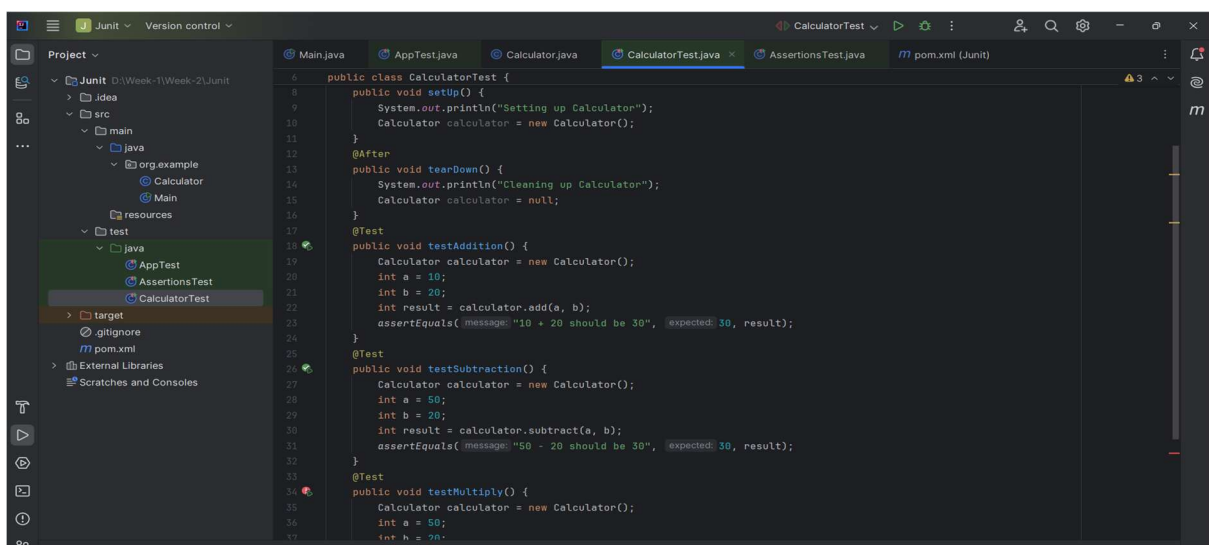 Junit
Version control
CalculatorTest
Project
Main.java
AppTest.java
Calculator.java
CalculatorTest.java
AssertionsTest.java
pom.xml (Junit)
Junit D:\Week-1\Week-2\Junit
.idea
src
main
java
org.example
Calculator
Main
resources
test
java
AppTest
AssertionsTest
CalculatorTest
target
.gitignore
pom.xml
External Libraries
Scratches and Consoles
3
6 public class CalculatorTest {
8 public void setUp() {
9 System.out.println("Setting up Calculator");
10 Calculator calculator = new Calculator();
11 }
12 @After
13 public void tearDown() {
14 System.out.println("Cleaning up Calculator");
15 Calculator calculator = null;
16 }
17 @Test
18 public void testAddition() {
19 Calculator calculator = new Calculator();
20 int a = 10;
21 int b = 20;
22 int result = calculator.add(a, b);
23 assertEquals( message: "10 + 20 should be 30", expected: 30, result);
24 }
25 @Test
26 public void testSubtraction() {
27 Calculator calculator = new Calculator();
28 int a = 50;
29 int b = 20;
30 int result = calculator.subtract(a, b);
31 assertEquals( message: "50 - 20 should be 30", expected: 30, result);
32 }
33 @Test
34 public void testMultiply() {
35 Calculator calculator = new Calculator();
36 int a = 50;
37 int b = 20;